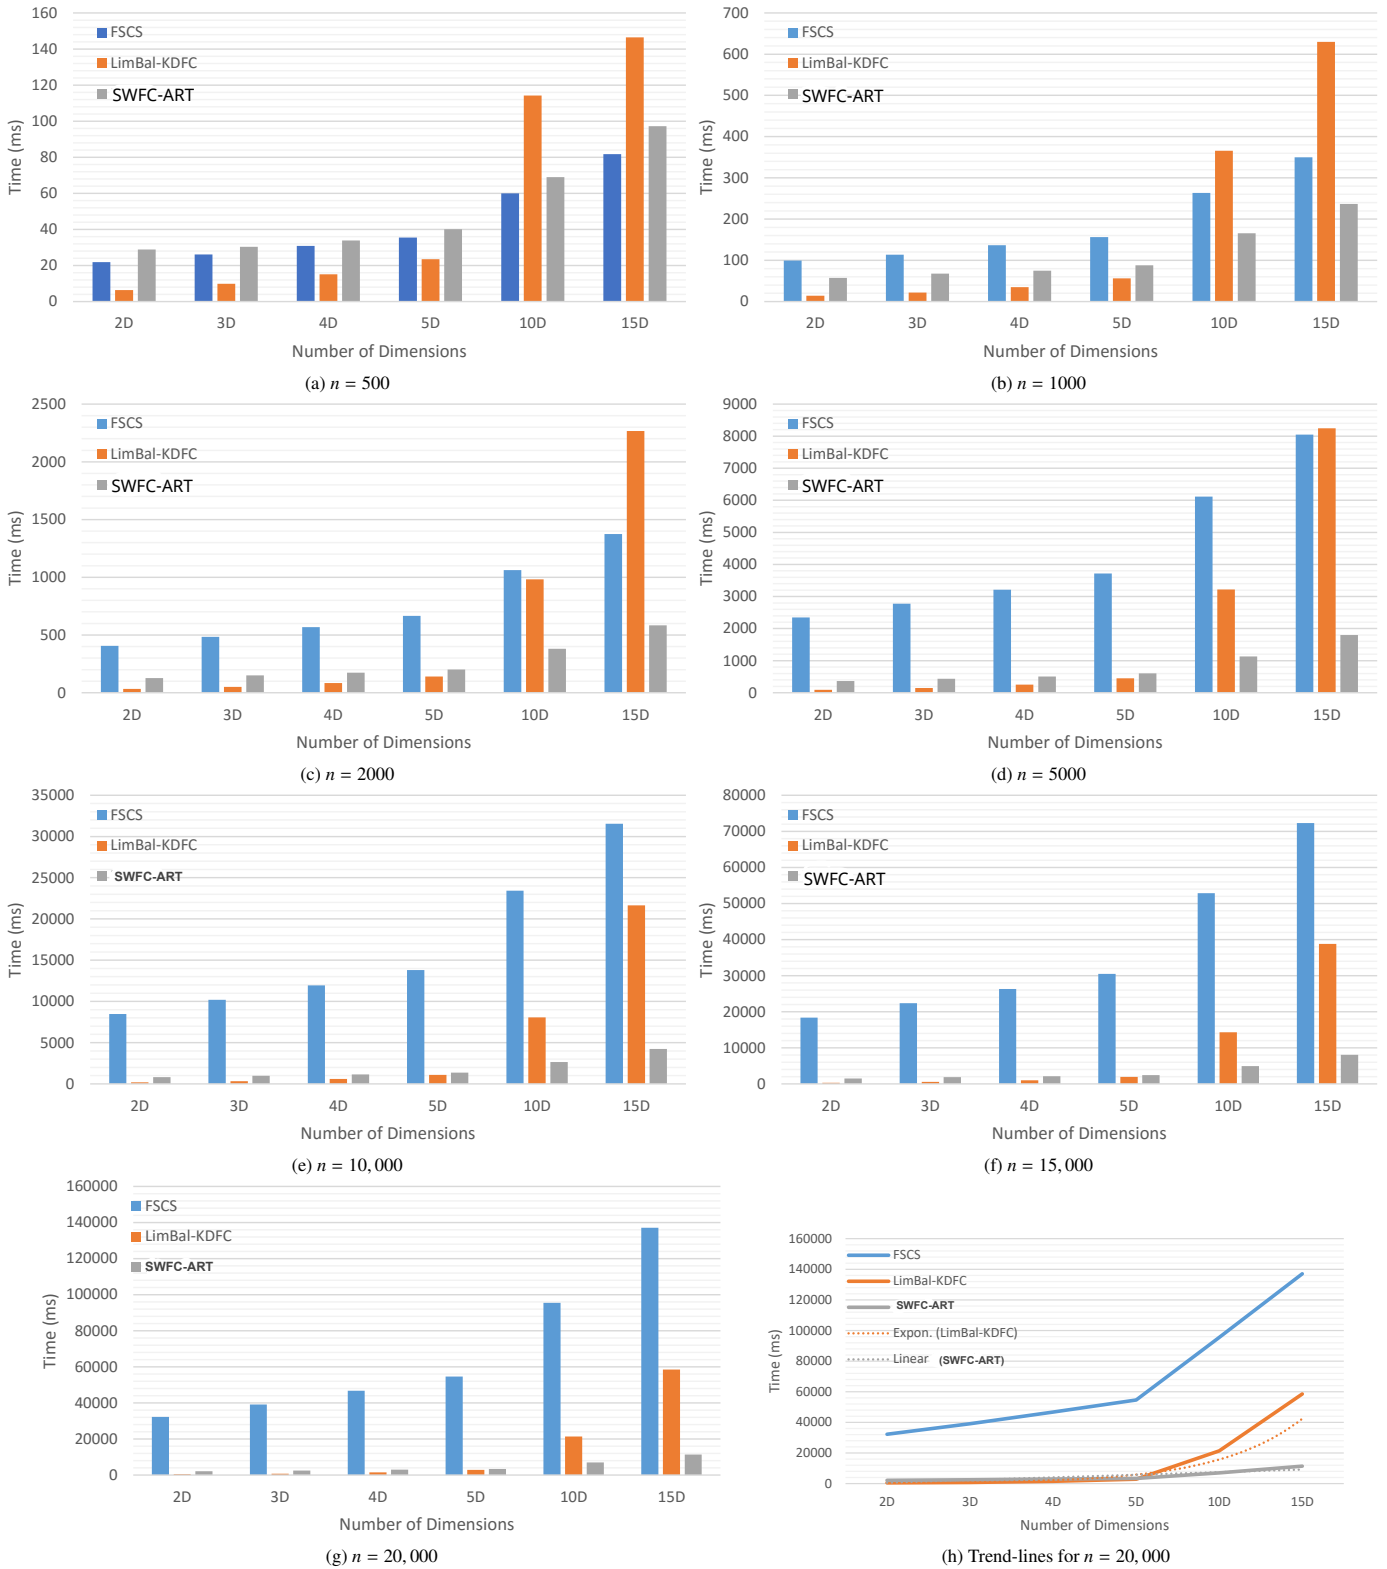 160
140
120
100
80
60
40
20
0
Time (ms)
FSCS
LimBal-KDFC
SWFC-ART
2D 3D 4D 5D 10D 15D
Number of Dimensions
(a) n = 500
700
600
500
400
300
200
100
0
Time (ms)
FSCS
LimBal-KDFC
SWFC-ART
2D 3D 4D 5D 10D 15D
Number of Dimensions
(b) n = 1000
2500
2000
1500
1000
500
0
Time (ms)
FSCS
LimBal-KDFC
SWFC-ART
2D 3D 4D 5D 10D 15D
Number of Dimensions
(c) n = 2000
9000
8000
7000
6000
5000
4000
3000
2000
1000
0
Time (ms)
FSCS
LimBal-KDFC
SWFC-ART
2D 3D 4D 5D 10D 15D
Number of Dimensions
(d) n = 5000
35000
30000
25000
20000
15000
10000
5000
0
Time (ms)
FSCS
LimBal-KDFC
SWFC-ART
2D 3D 4D 5D 10D 15D
Number of Dimensions
(e) n = 10, 000
80000
70000
60000
50000
40000
30000
20000
10000
0
Time (ms)
FSCS
LimBal-KDFC
SWFC-ART
2D 3D 4D 5D 10D 15D
Number of Dimensions
(f) n = 15, 000
160000
140000
120000
100000
80000
60000
40000
20000
0
Time (ms)
FSCS
LimBal-KDFC
SWFC-ART
2D 3D 4D 5D 10D 15D
Number of Dimensions
(g) n = 20, 000
160000
140000
120000
100000
80000
60000
40000
20000
0
Time (ms)
FSCS
LimBal-KDFC
SWFC-ART
Expon. (LimBal-KDFC)
Linear (SWFC-ART)
2D 3D 4D 5D 10D 15D
Number of Dimensions
(h) Trend-lines for n = 20, 000